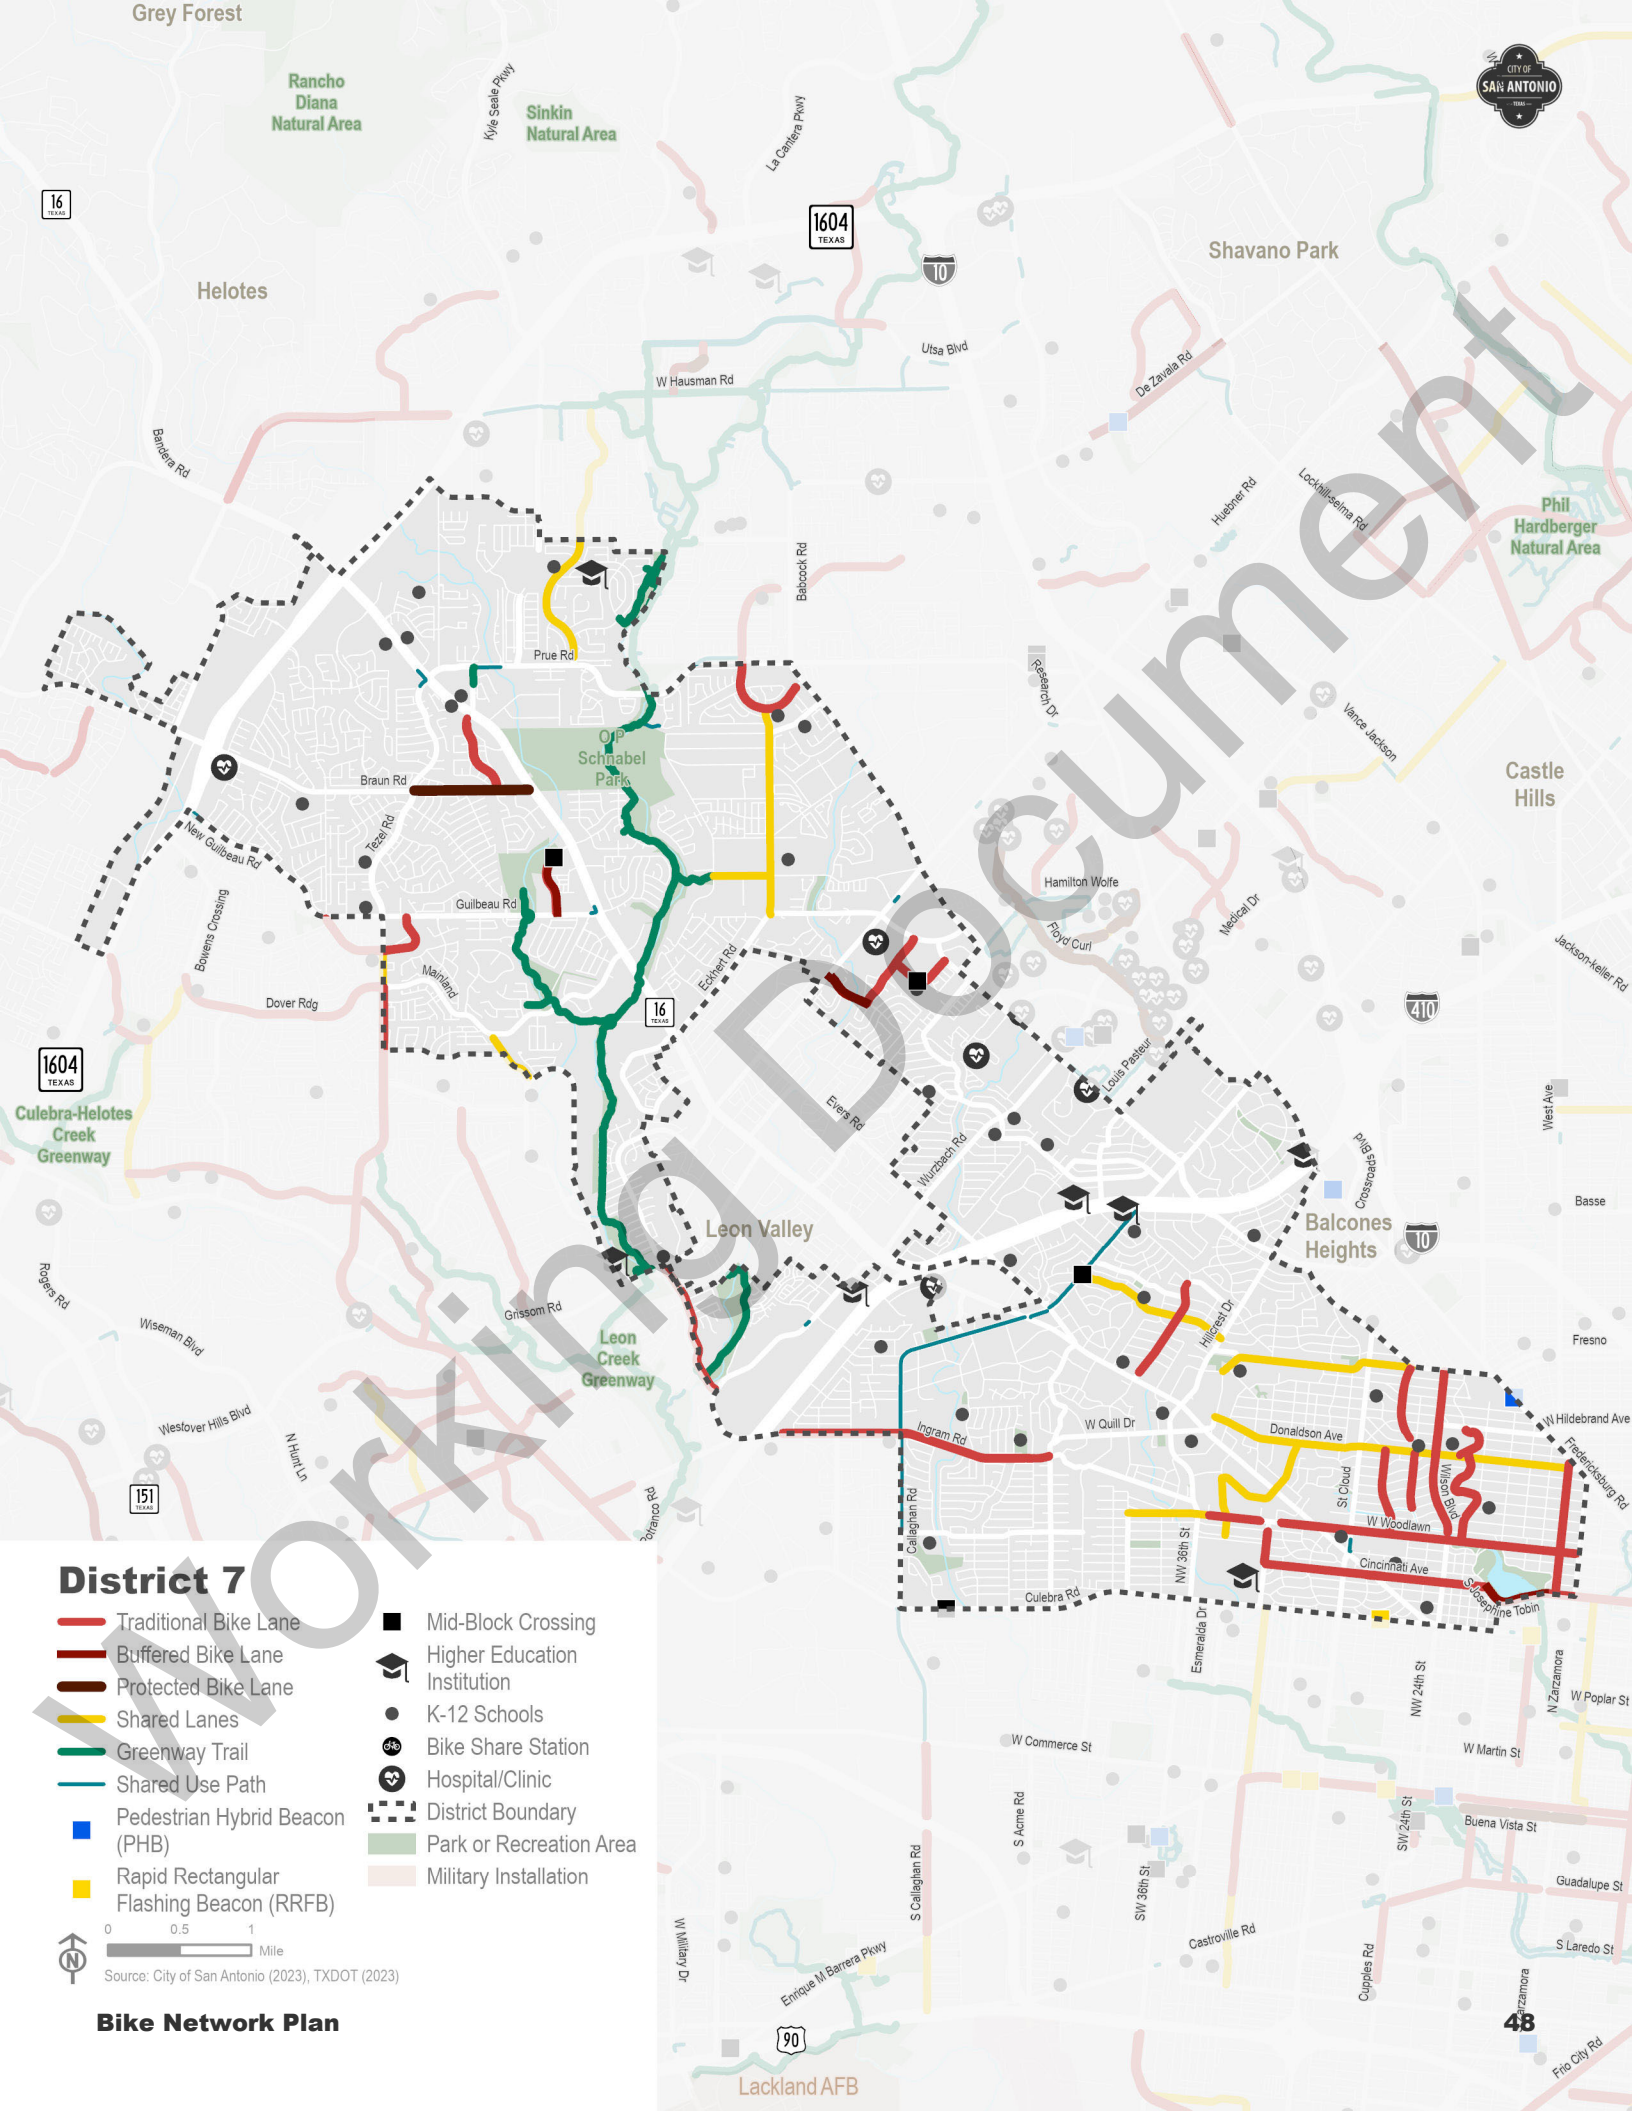 Grey Forest
Rancho
Diana
Natural Area
Kyle Seale Pkwy
Sinkin
Natural Area
La Cantera Pkwy
CITY OF
SAN ANTONIO
TEXAS
16
TEXAS
1604
TEXAS
10
Shavano Park
Helotes
Utsa Blvd
De Zavala Rd
W Hausman Rd
Bandera Rd
Huebner Rd
Lockhill-selma Rd
Phil
Hardberger
Natural Area
Babcock Rd
Prue Rd
Research Dr
Vance Jackson
O P
Schnabel
Park
Braun Rd
Castle
Hills
New Guilbeau Rd
Tezel Rd
Hamilton Wolfe
Guilbeau Rd
Medical Dr
Floyd Curl
Bowens Crossing
Mainland
Eckhert Rd
Jackson-keller Rd
Dover Rdg
16
TEXAS
410
1604
TEXAS
Louis Pasteur
Culebra-Helotes
Creek
Greenway
Evers Rd
West Ave
Wurzbach Rd
Crossroads Blvd
Basse
Leon Valley
Balcones
Heights
10
Rogers Rd
Grissom Rd
Hillcrest Dr
Wiseman Blvd
Fresno
Leon
Creek
Greenway
Westover Hills Blvd
W Quill Dr
Donaldson Ave
W Hildebrand Ave
Ingram Rd
N Hunt Ln
Fredericksburg Rd
St Cloud
Wilson Blvd
151
TEXAS
Potranco Rd
Callaghan Rd
W Woodlawn
NW 36th St
Cincinnati Ave
Culebra Rd
S Josephine Tobin
Esmeralda Dr
NW 24th St
N Zarzamora
W Poplar St
W Commerce St
W Martin St
S Acme Rd
SW 24th St
Buena Vista St
S Callaghan Rd
SW 36th St
Guadalupe St
W Military Dr
Castroville Rd
Enrique M Barrera Pkwy
Cupples Rd
S Laredo St
Frio City Rd
90
Lackland AFB
District 7
Traditional Bike Lane
Buffered Bike Lane
Protected Bike Lane
Shared Lanes
Greenway Trail
Shared Use Path
Pedestrian Hybrid Beacon
(PHB)
Rapid Rectangular
Flashing Beacon (RRFB)
Mid-Block Crossing
Higher Education
Institution
K-12 Schools
Bike Share Station
Hospital/Clinic
District Boundary
Park or Recreation Area
Military Installation
0 0.5 1
Mile
N
Source: City of San Antonio (2023), TXDOT (2023)
Bike Network Plan
48
Working Document